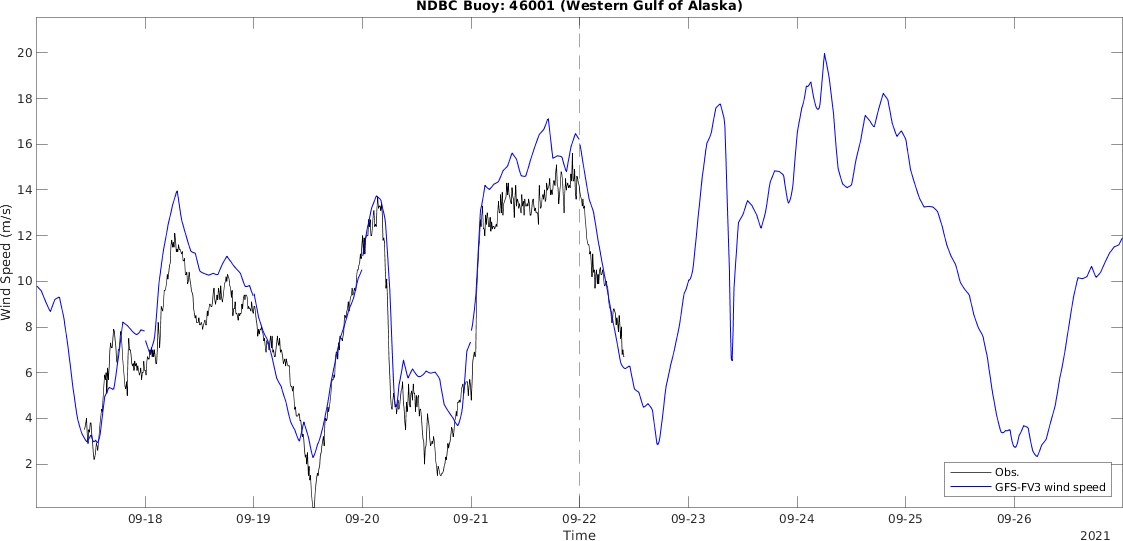 NDBC Buoy: 46001 (Western Gulf of Alaska)
20
18
16
14
12
10
8
6
4
2
Wind Speed (m/s)
Obs.
GFS-FV3 wind speed
09-18 09-19 09-20 09-21 09-22 09-23 09-24 09-25 09-26
Time
2021